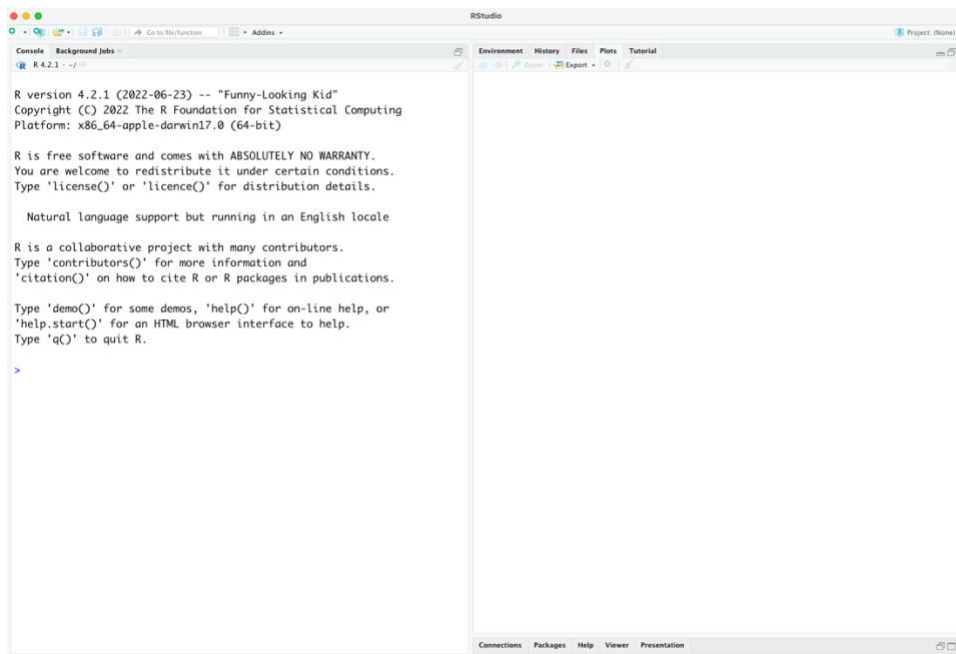 RStudio
Go to file/function Addins Project: (None)
Console Background Jobs
R 4.2.1 · ~/
R version 4.2.1 (2022-06-23) -- "Funny-Looking Kid"
Copyright (C) 2022 The R Foundation for Statistical Computing
Platform: x86_64-apple-darwin17.0 (64-bit)
R is free software and comes with ABSOLUTELY NO WARRANTY.
You are welcome to redistribute it under certain conditions.
Type 'license()' or 'licence()' for distribution details.
Natural language support but running in an English locale
R is a collaborative project with many contributors.
Type 'contributors()' for more information and
'citation()' on how to cite R or R packages in publications.
Type 'demo()' for some demos, 'help()' for on-line help, or
'help.start()' for an HTML browser interface to help.
Type 'q()' to quit R.
>
Environment History Files Plots Tutorial
Zoom Export
Connections Packages Help Viewer Presentation